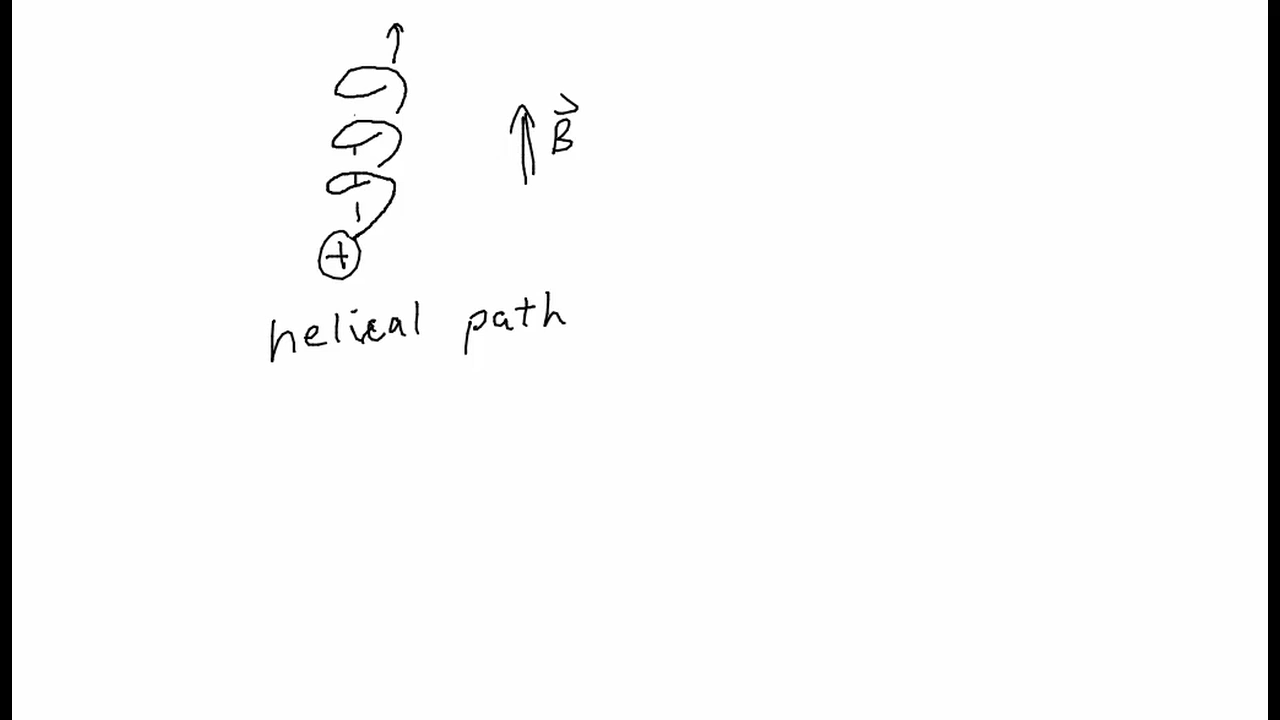 B⃗
+
helical path